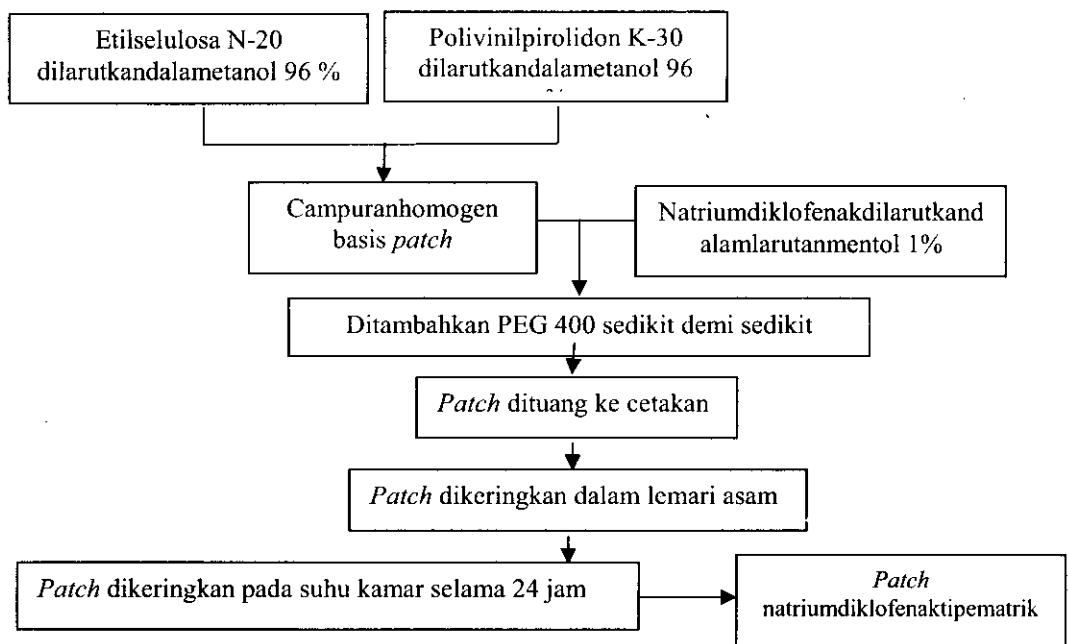 Etilselulosa N-20
dilarutkandalametanol 96 %
Polivinilpirolidon K-30
dilarutkandalametanol 96
%
Campuranhomogen
basis patch
Natriumdiklofenakdilarutkand
alamlarutanmentol 1%
Ditambahkan PEG 400 sedikit demi sedikit
Patch dituang ke cetakan
Patch dikeringkan dalam lemari asam
Patch dikeringkan pada suhu kamar selama 24 jam
Patch
natriumdiklofenaktipematrik